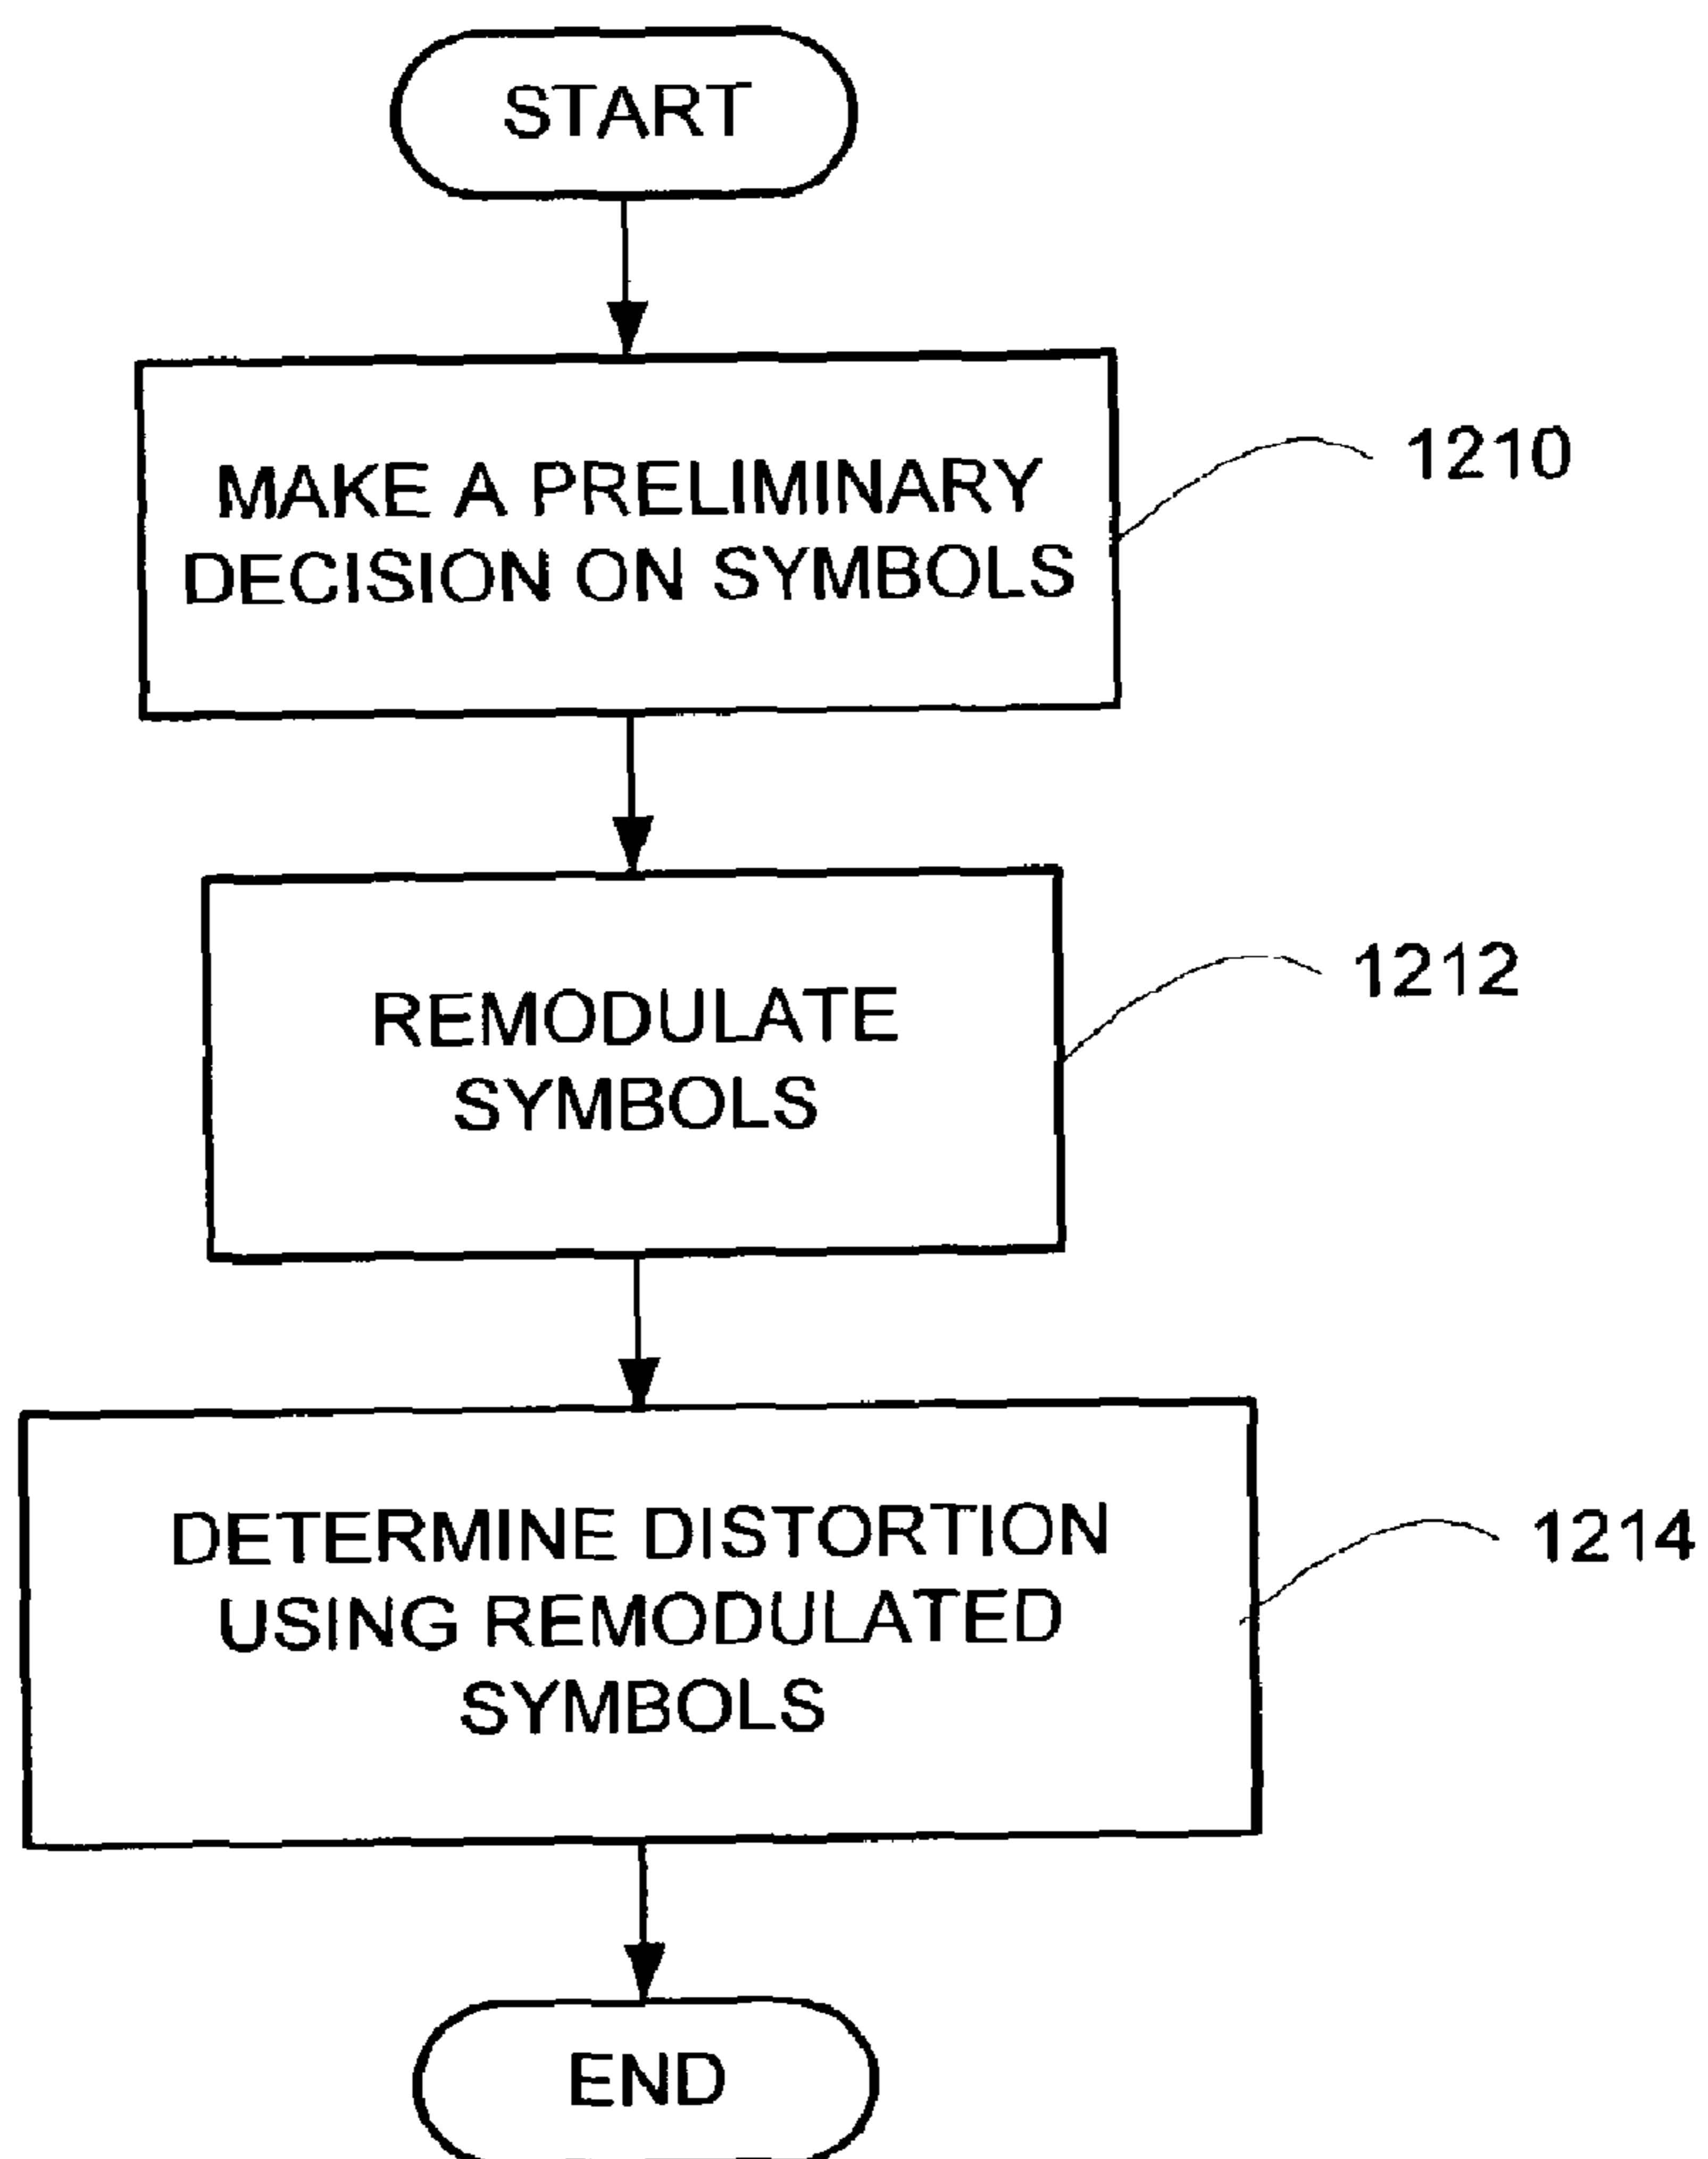 START
MAKE A PRELIMINARY
DECISION ON SYMBOLS
1210
REMODULATE
SYMBOLS
1212
DETERMINE DISTORTION
USING REMODULATED
SYMBOLS
1214
END